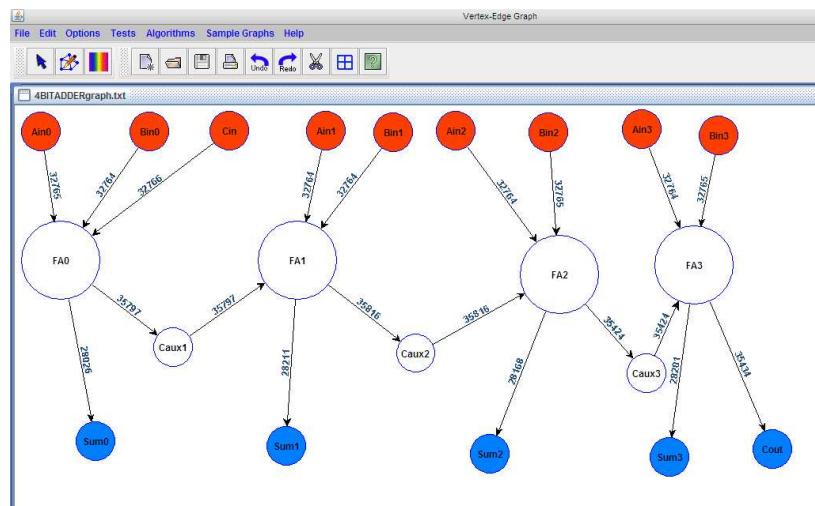 Vertex-Edge Graph
File Edit Options Tests Algorithms Sample Graphs Help
Undo Redo
4BITADDERgraph.txt
Ain0 Bin0 Cin Ain1 Bin1 Ain2 Bin2 Ain3 Bin3
32765 32764 32766 32764 32764 32764 32765 32764 32765
FA0 FA1 FA2 FA3
35797 35797 35816 35816 35424 35424
Caux1 Caux2 Caux3
28026 28211 28168 28201 35434
Sum0 Sum1 Sum2 Sum3 Cout